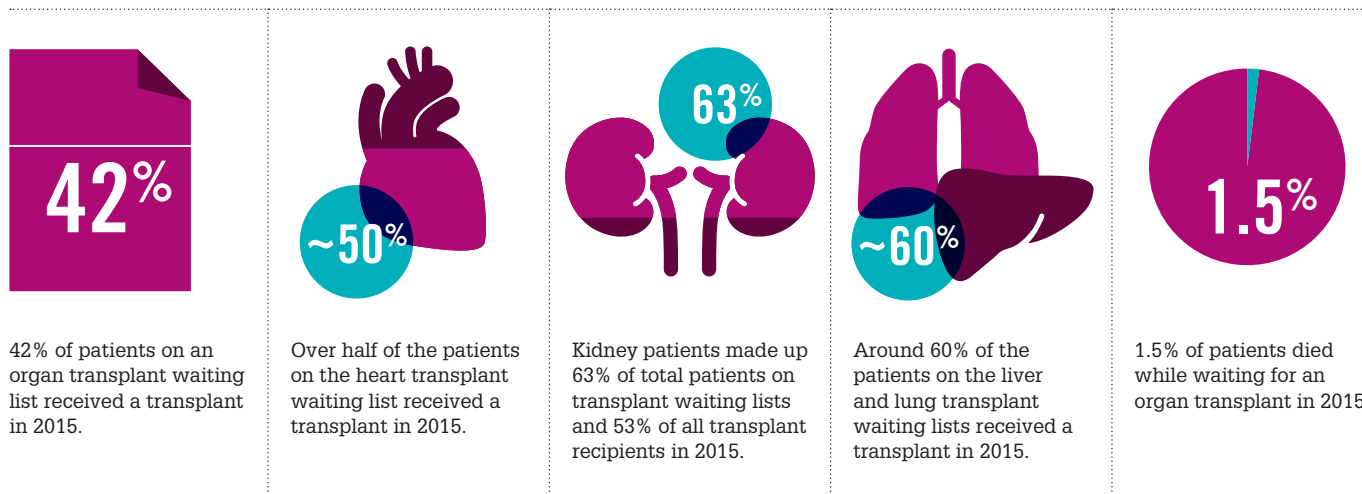 42%
~50%
63%
~60%
1.5%
42% of patients on an
organ transplant waiting
list received a transplant
in 2015.
Over half of the patients
on the heart transplant
waiting list received a
transplant in 2015.
Kidney patients made up
63% of total patients on
transplant waiting lists
and 53% of all transplant
recipients in 2015.
Around 60% of the
patients on the liver
and lung transplant
waiting lists received a
transplant in 2015.
1.5% of patients died
while waiting for an
organ transplant in 2015